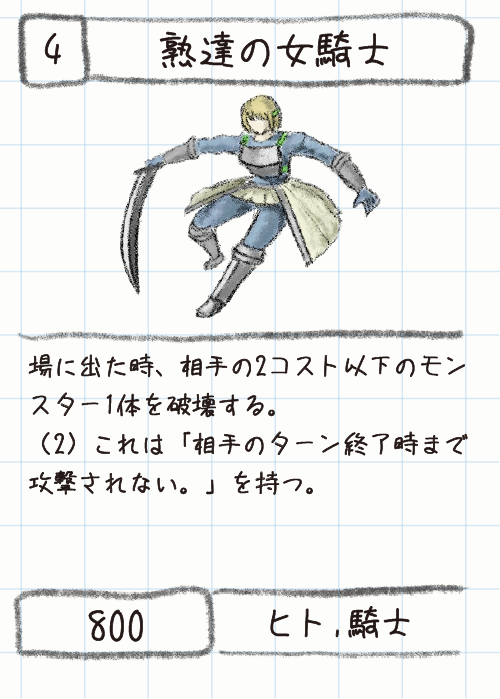 4
熟達の女騎士
場に出た時、相手の2コスト以下のモン
スター1体を破壊する。
（2）これは「相手のターン終了時まで
攻撃されない。」を持つ。
800
ヒト,騎士